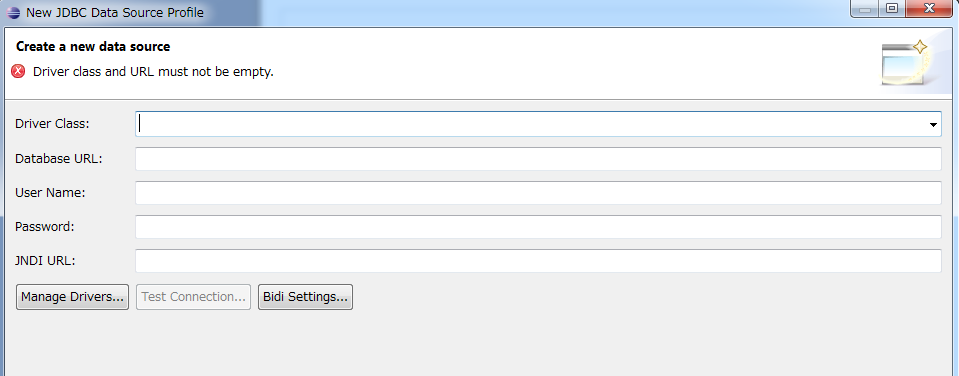 New JDBC Data Source Profile
Create a new data source
Driver class and URL must not be empty.
Driver Class:
Database URL:
User Name:
Password:
JNDI URL:
Manage Drivers... Test Connection... Bidi Settings...